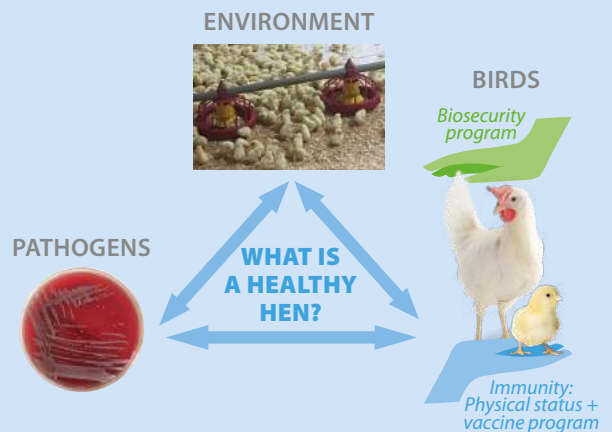 ENVIRONMENT
BIRDS
Biosecurity
program
PATHOGENS
WHAT IS
A HEALTHY
HEN?
Immunity:
Physical status +
vaccine program